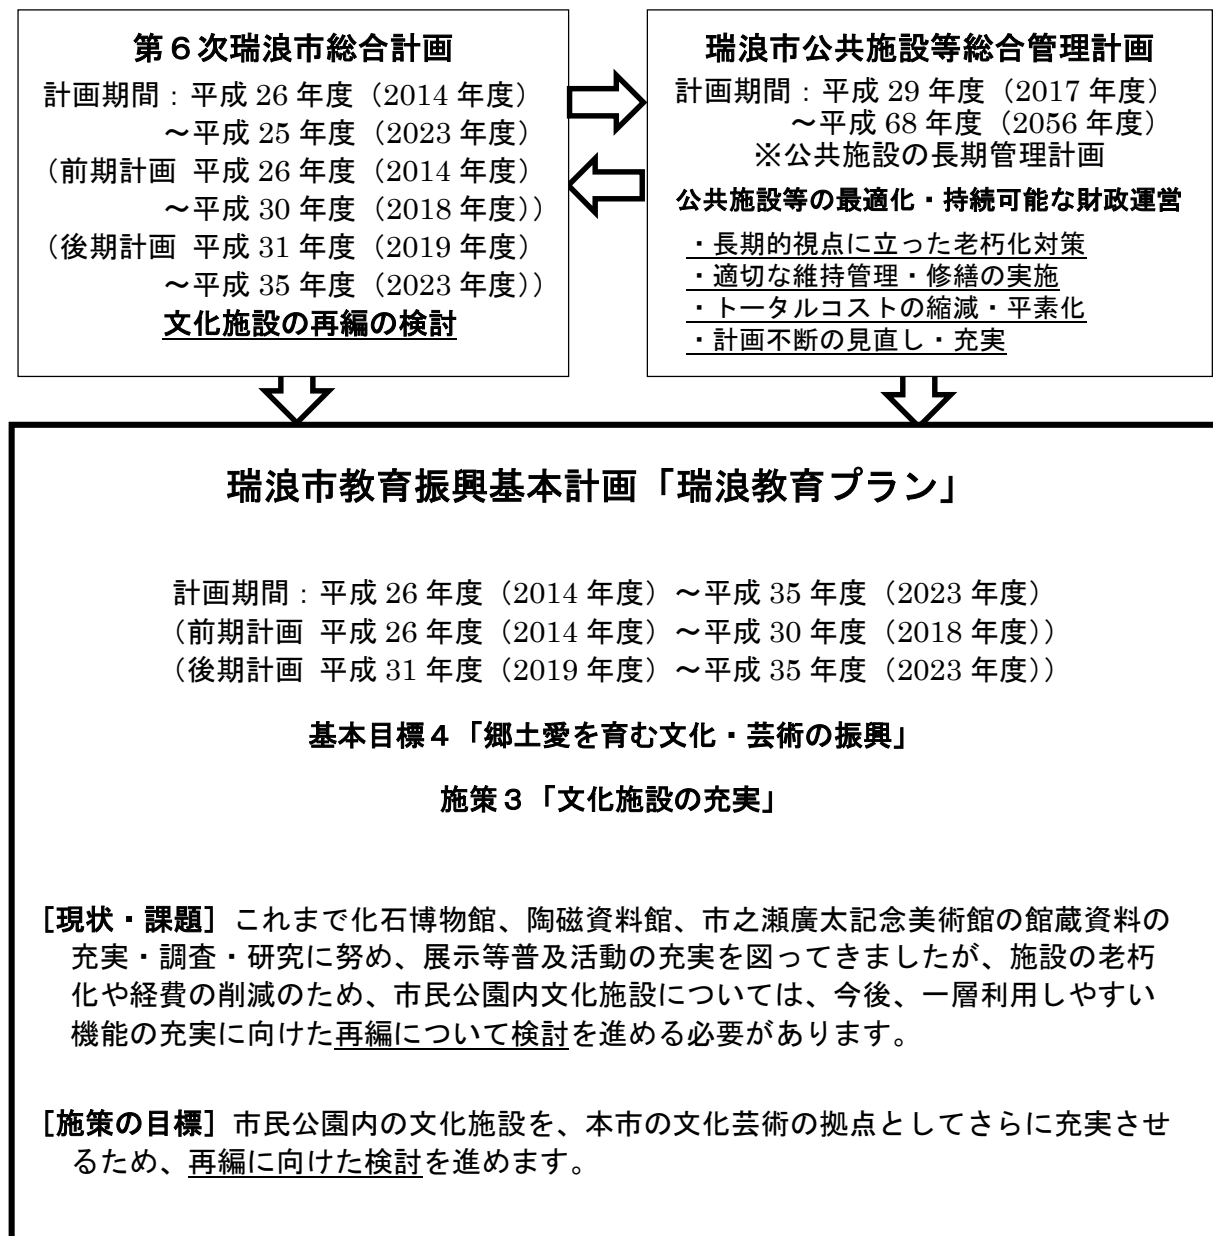 第６次瑞浪市総合計画
計画期間：平成 26 年度（2014 年度）
～平成 25 年度（2023 年度）
（前期計画 平成 26 年度（2014 年度）
～平成 30 年度（2018 年度））
（後期計画 平成 31 年度（2019 年度）
～平成 35 年度（2023 年度））
文化施設の再編の検討
瑞浪市公共施設等総合管理計画
計画期間：平成 29 年度（2017 年度）
～平成 68 年度（2056 年度）
※公共施設の長期管理計画
公共施設等の最適化・持続可能な財政運営
・長期的視点に立った老朽化対策
・適切な維持管理・修繕の実施
・トータルコストの縮減・平素化
・計画不断の見直し・充実
瑞浪市教育振興基本計画「瑞浪教育プラン」
計画期間：平成 26 年度（2014 年度）～平成 35 年度（2023 年度）
（前期計画 平成 26 年度（2014 年度）～平成 30 年度（2018 年度））
（後期計画 平成 31 年度（2019 年度）～平成 35 年度（2023 年度））
基本目標４「郷土愛を育む文化・芸術の振興」
施策３「文化施設の充実」
［現状・課題］これまで化石博物館、陶磁資料館、市之瀬廣太記念美術館の館蔵資料の
充実・調査・研究に努め、展示等普及活動の充実を図ってきましたが、施設の老朽
化や経費の削減のため、市民公園内文化施設については、今後、一層利用しやすい
機能の充実に向けた再編について検討を進める必要があります。
［施策の目標］市民公園内の文化施設を、本市の文化芸術の拠点としてさらに充実させ
るため、再編に向けた検討を進めます。